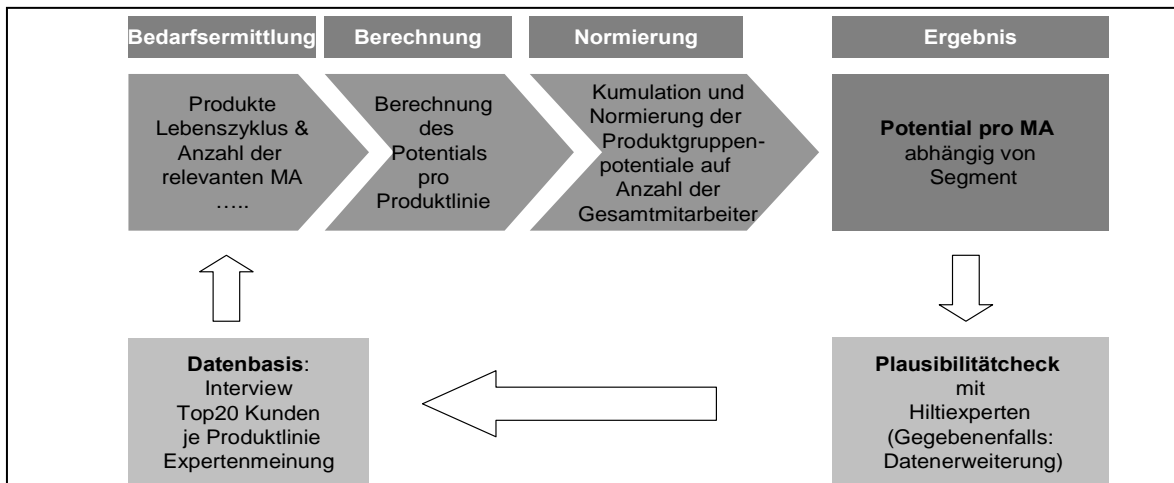 Bedarfsermittlung
Berechnung
Normierung
Ergebnis
Produkte
Lebenszyklus &
Anzahl der
relevanten MA
…..
Berechnung
des
Potentials
pro
Produktlinie
Kumulation und
Normierung der
Produktgruppen-
potentiale auf
Anzahl der
Gesamtmitarbeiter
Potential pro MA
abhängig von
Segment
Datenbasis:
Interview
Top20 Kunden
je Produktlinie
Expertenmeinung
Plausibilitätcheck
mit
Hiltiexperten
(Gegebenenfalls:
Datenerweiterung)